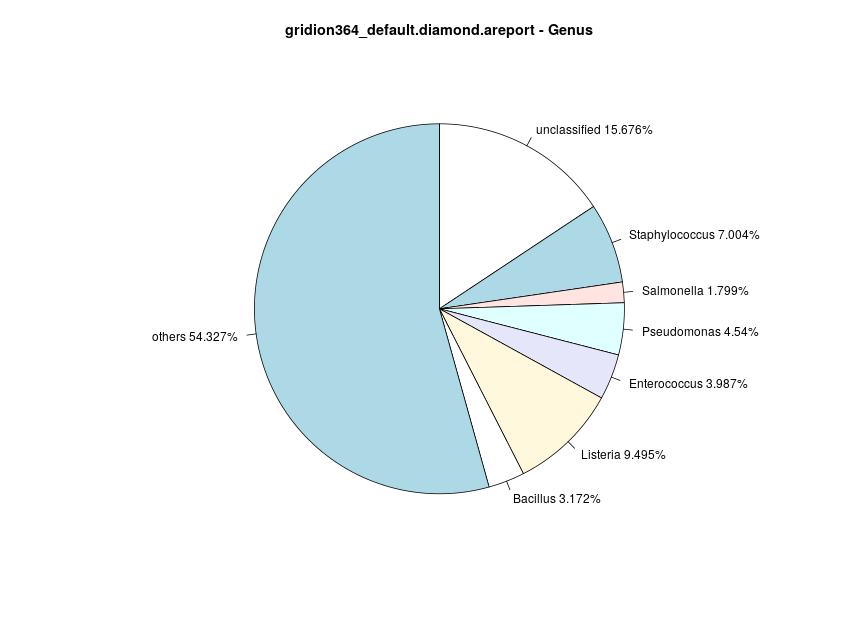 gridion364_default.diamond.areport - Genus
unclassified 15.676%
Staphylococcus 7.004%
Salmonella 1.799%
Pseudomonas 4.54%
others 54.327%
Enterococcus 3.987%
Listeria 9.495%
Bacillus 3.172%